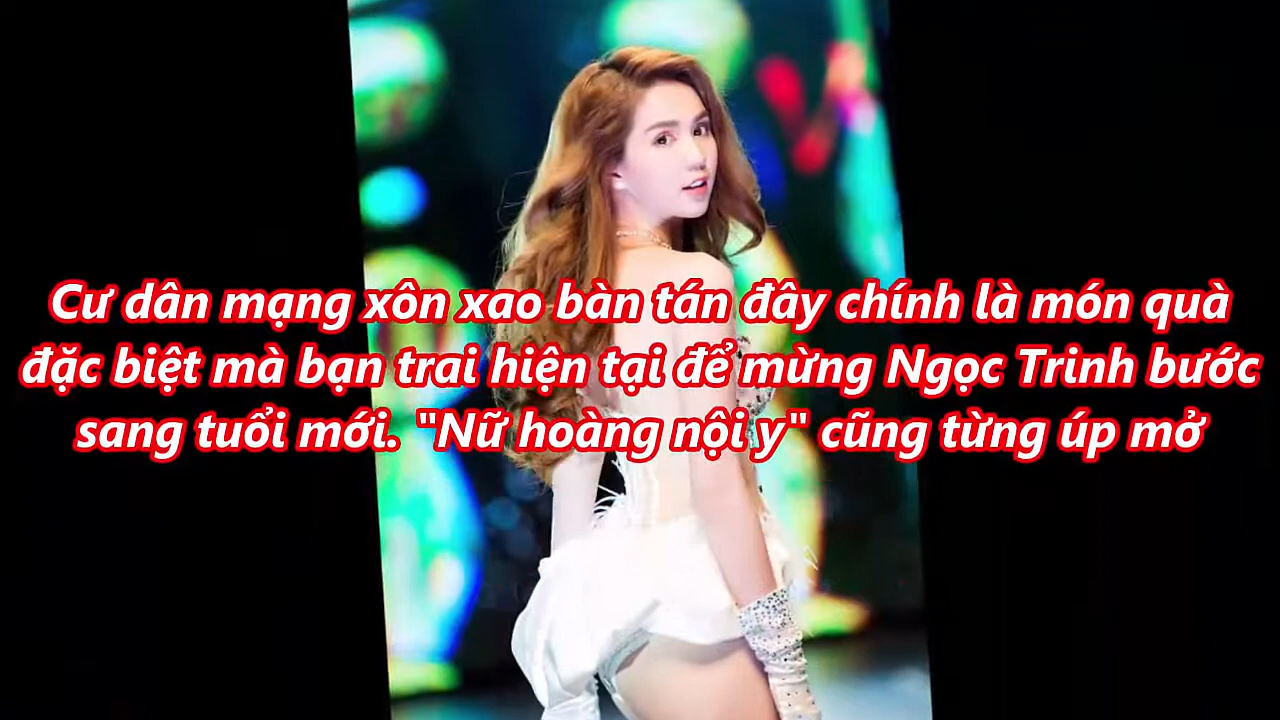 Cư dân mạng xôn xao bàn tán đây chính là món quà
đặc biệt mà bạn trai hiện tại để mừng Ngọc Trinh bước
sang tuổi mới. "Nữ hoàng nội y" cũng từng úp mở